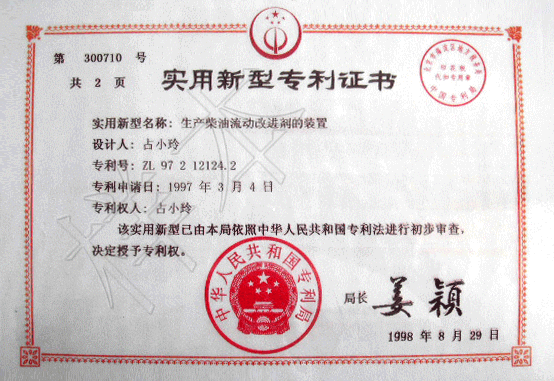 第 300710 号
共 2 页
实用新型专利证书
实用新型名称：生产柴油流动改进剂的装置
设计人：占小玲
专利号：ZL 97 2 12124.2
专利申请日：1997 年 3 月 4 日
专利权人：占小玲
该实用新型已由本局依照中华人民共和国专利法进行初步审查，
决定授予专利权。
中华人民共和国专利局
局长 姜颖
1998 年 8 月 29 日